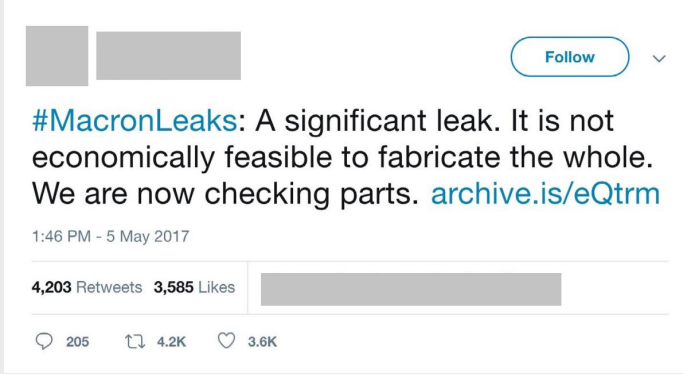 Follow
#MacronLeaks: A significant leak. It is not
economically feasible to fabricate the whole.
We are now checking parts. archive.is/eQtrm
1:46 PM - 5 May 2017
4,203 Retweets 3,585 Likes
205 4.2K 3.6K